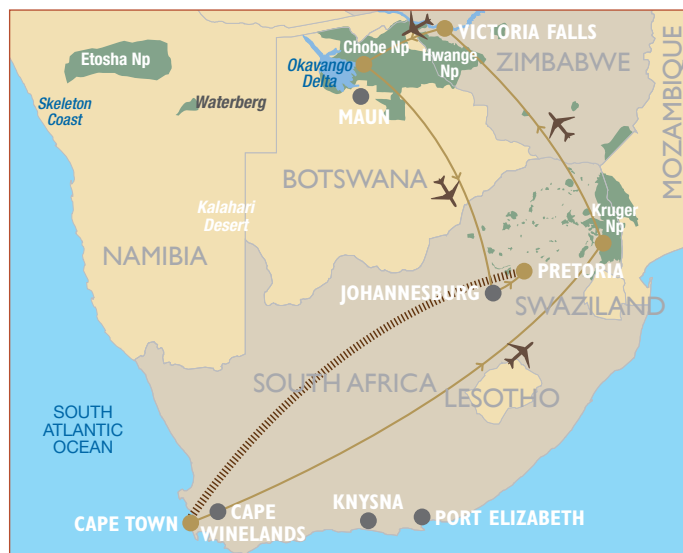 VICTORIA FALLS
Etosha Np
Chobe Np
Hwange
Np
ZIMBABWE
Okavango
Delta
Skeleton
Coast
Waterberg
MAUN
MOZAMBIQUE
BOTSWANA
Kalahari
Desert
Kruger
Np
NAMIBIA
PRETORIA
JOHANNESBURG
SWAZILAND
SOUTH AFRICA
LESOTHO
SOUTH
ATLANTIC
OCEAN
CAPE TOWN
CAPE
WINELANDS
KNYSNA
PORT ELIZABETH